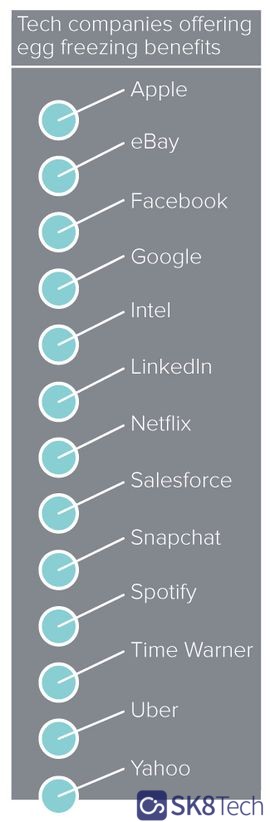 Tech companies offering
egg freezing benefits
Apple
eBay
Facebook
Google
Intel
LinkedIn
Netflix
Salesforce
Snapchat
Spotify
Time Warner
Uber
Yahoo
SK8Tech